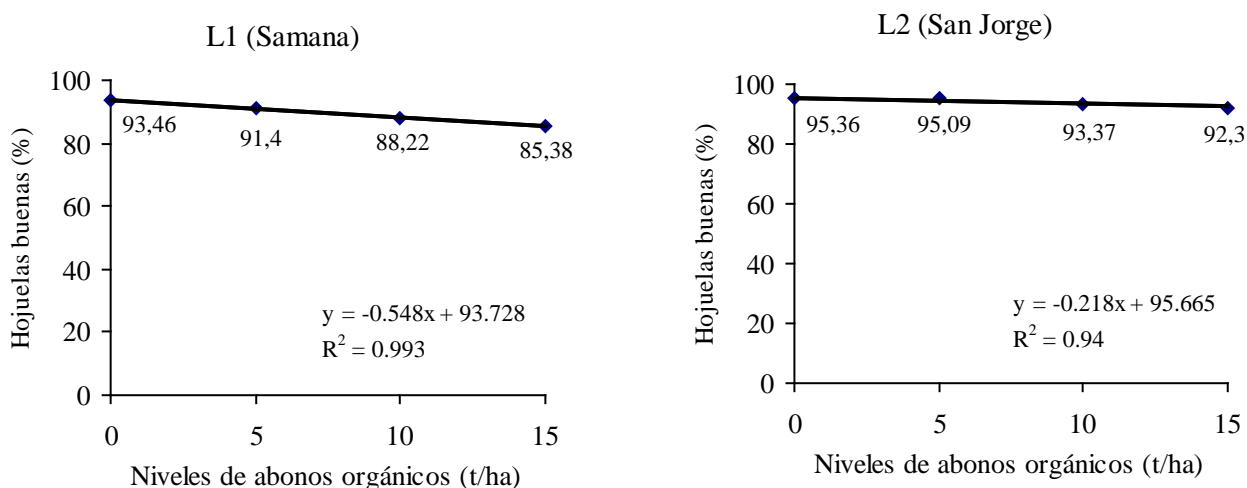 L1 (Samana)
Hojuelas buenas (%)
100
80
60
40
20
0
93,46
91,4
88,22
85,38
y = -0.548x + 93.728
R² = 0.993
0 5 10 15
Niveles de abonos orgánicos (t/ha)
L2 (San Jorge)
Hojuelas buenas (%)
100
80
60
40
20
0
95,36
95,09
93,37
92,3
y = -0.218x + 95.665
R² = 0.94
0 5 10 15
Niveles de abonos orgánicos (t/ha)